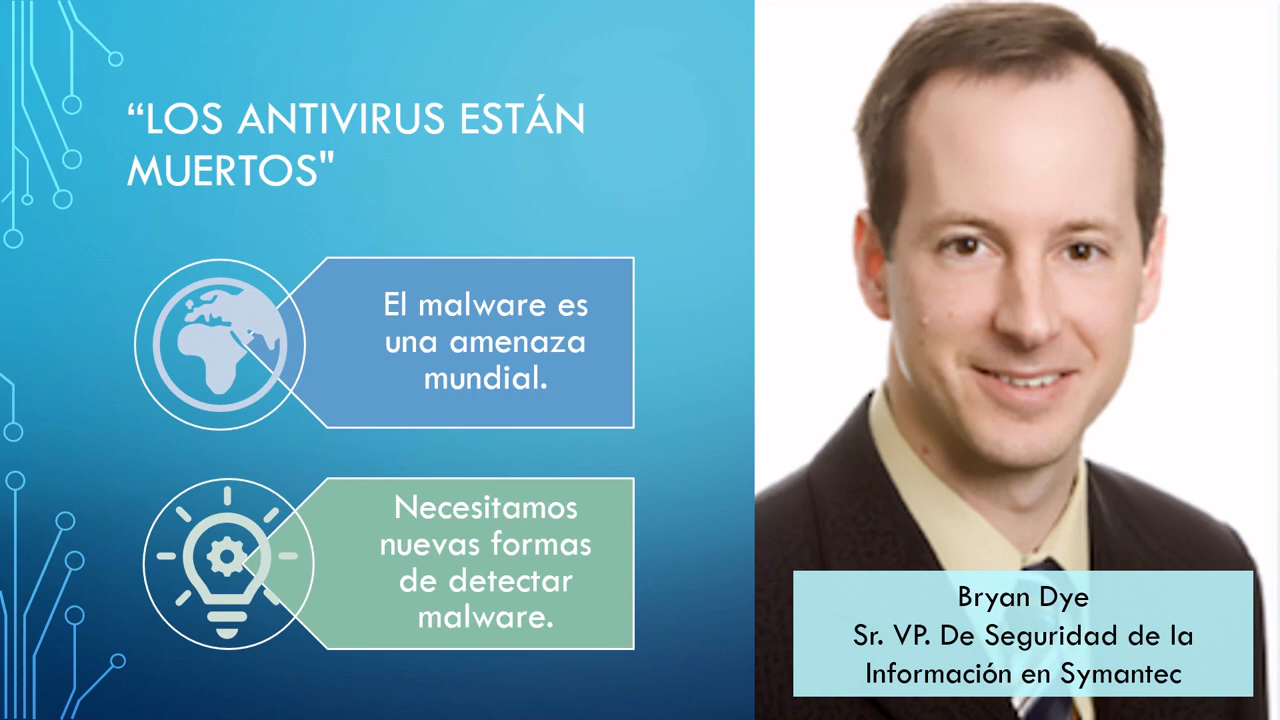 “LOS ANTIVIRUS ESTÁN
MUERTOS"
El malware es
una amenaza
mundial.
Necesitamos
nuevas formas
de detectar
malware.
Bryan Dye
Sr. VP. De Seguridad de la
Información en Symantec